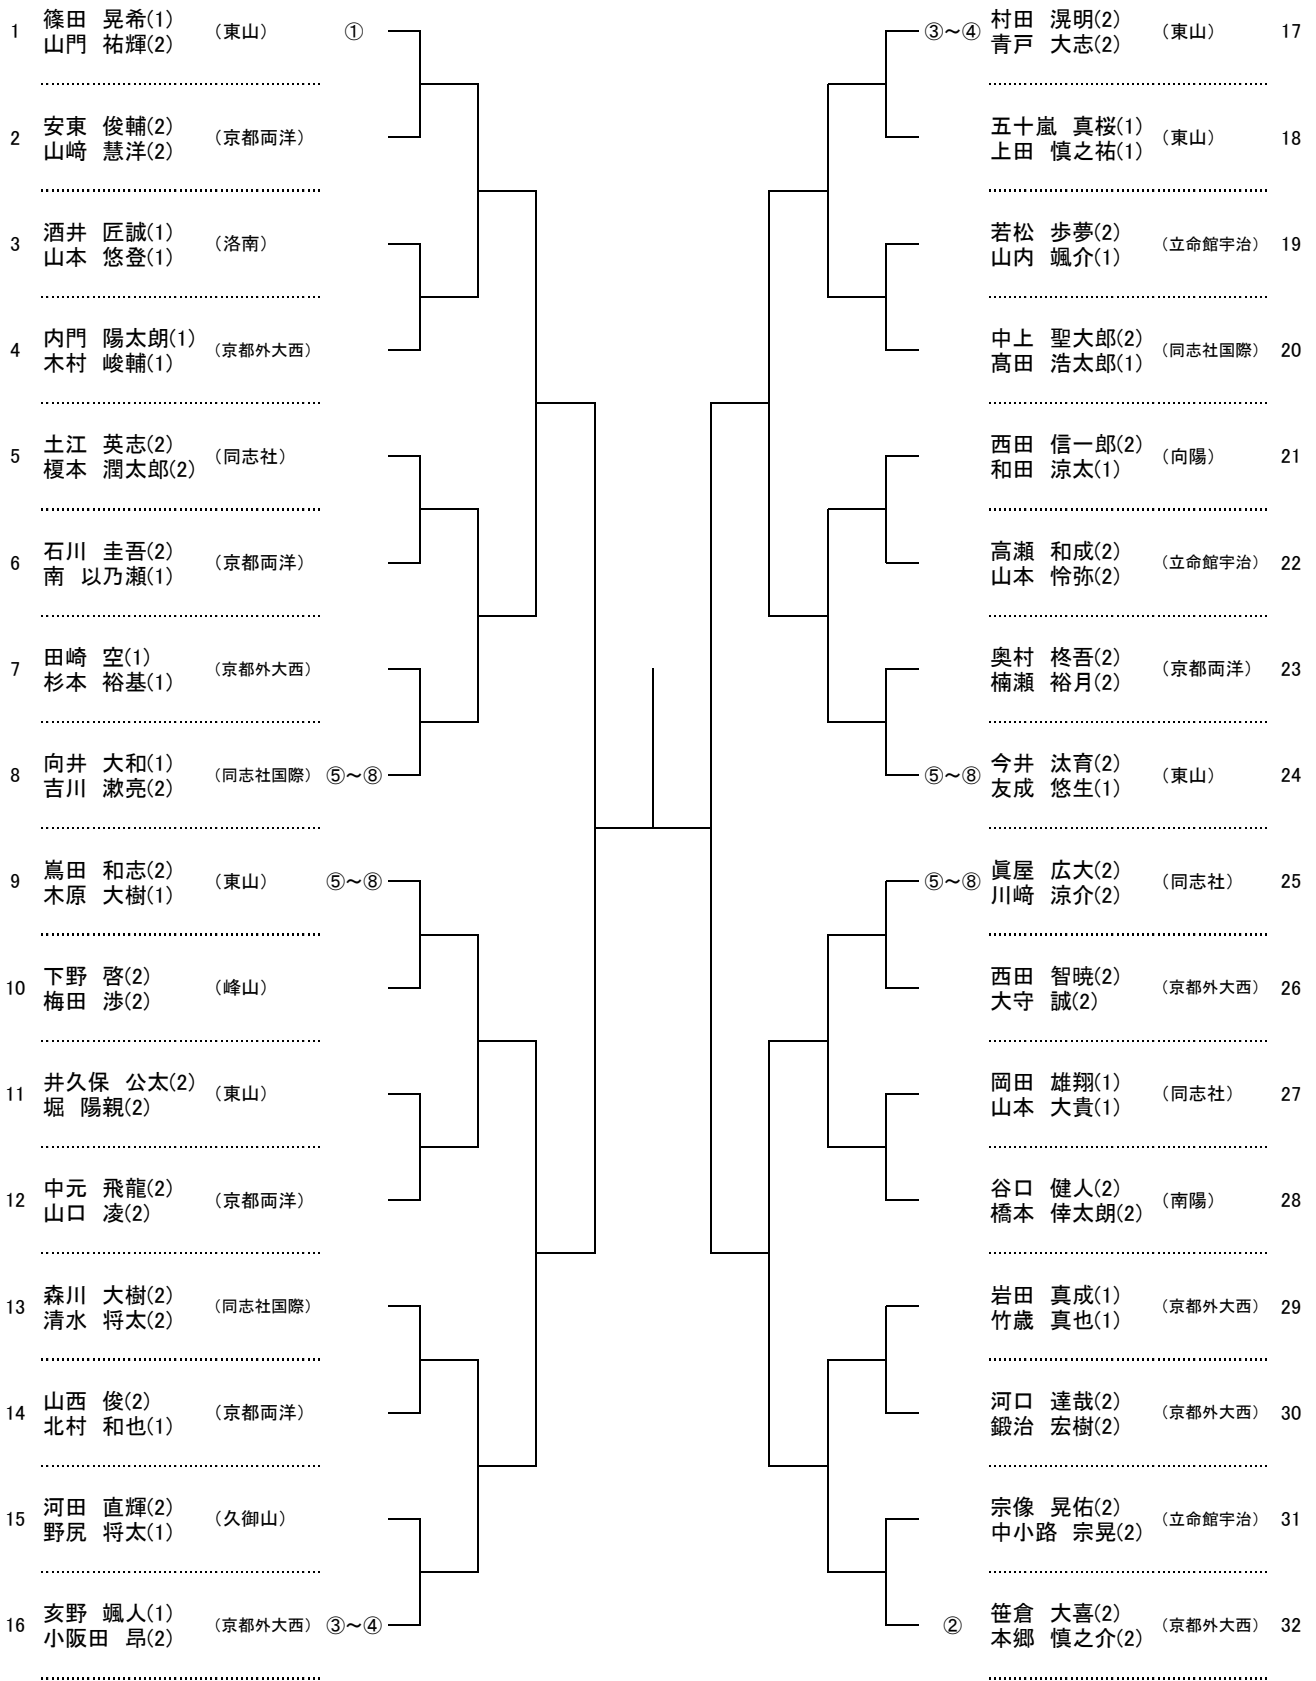 1 篠田 晃希(1) (東山) ①
山門 祐輝(2)
2 安東 俊輔(2) (京都両洋)
山﨑 慧洋(2)
3 酒井 匠誠(1) (洛南)
山本 悠登(1)
4 内門 陽太朗(1) (京都外大西)
木村 峻輔(1)
5 土江 英志(2) (同志社)
榎本 潤太郎(2)
6 石川 圭吾(2) (京都両洋)
南 以乃瀬(1)
7 田崎 空(1) (京都外大西)
杉本 裕基(1)
8 向井 大和(1) (同志社国際) ⑤~⑧
吉川 漱亮(2)
9 嶌田 和志(2) (東山) ⑤~⑧
木原 大樹(1)
10 下野 啓(2) (峰山)
梅田 渉(2)
11 井久保 公太(2) (東山)
堀 陽親(2)
12 中元 飛龍(2) (京都両洋)
山口 凌(2)
13 森川 大樹(2) (同志社国際)
清水 将太(2)
14 山西 俊(2) (京都両洋)
北村 和也(1)
15 河田 直輝(2) (久御山)
野尻 将太(1)
16 亥野 颯人(1) (京都外大西) ③~④
小阪田 昂(2)
③~④ 村田 滉明(2) (東山) 17
青戸 大志(2)
五十嵐 真桜(1) (東山) 18
上田 慎之祐(1)
若松 歩夢(2) (立命館宇治) 19
山内 颯介(1)
中上 聖大郎(2) (同志社国際) 20
髙田 浩太郎(1)
西田 信一郎(2) (向陽) 21
和田 涼太(1)
高瀬 和成(2) (立命館宇治) 22
山本 怜弥(2)
奥村 柊吾(2) (京都両洋) 23
楠瀬 裕月(2)
⑤~⑧ 今井 汰育(2) (東山) 24
友成 悠生(1)
⑤~⑧ 眞屋 広大(2) (同志社) 25
川﨑 涼介(2)
西田 智暁(2) (京都外大西) 26
大守 誠(2)
岡田 雄翔(1) (同志社) 27
山本 大貴(1)
谷口 健人(2) (南陽) 28
橋本 倖太朗(2)
岩田 真成(1) (京都外大西) 29
竹歳 真也(1)
河口 達哉(2) (京都外大西) 30
鍛治 宏樹(2)
宗像 晃佑(2) (立命館宇治) 31
中小路 宗晃(2)
② 笹倉 大喜(2) (京都外大西) 32
本郷 慎之介(2)